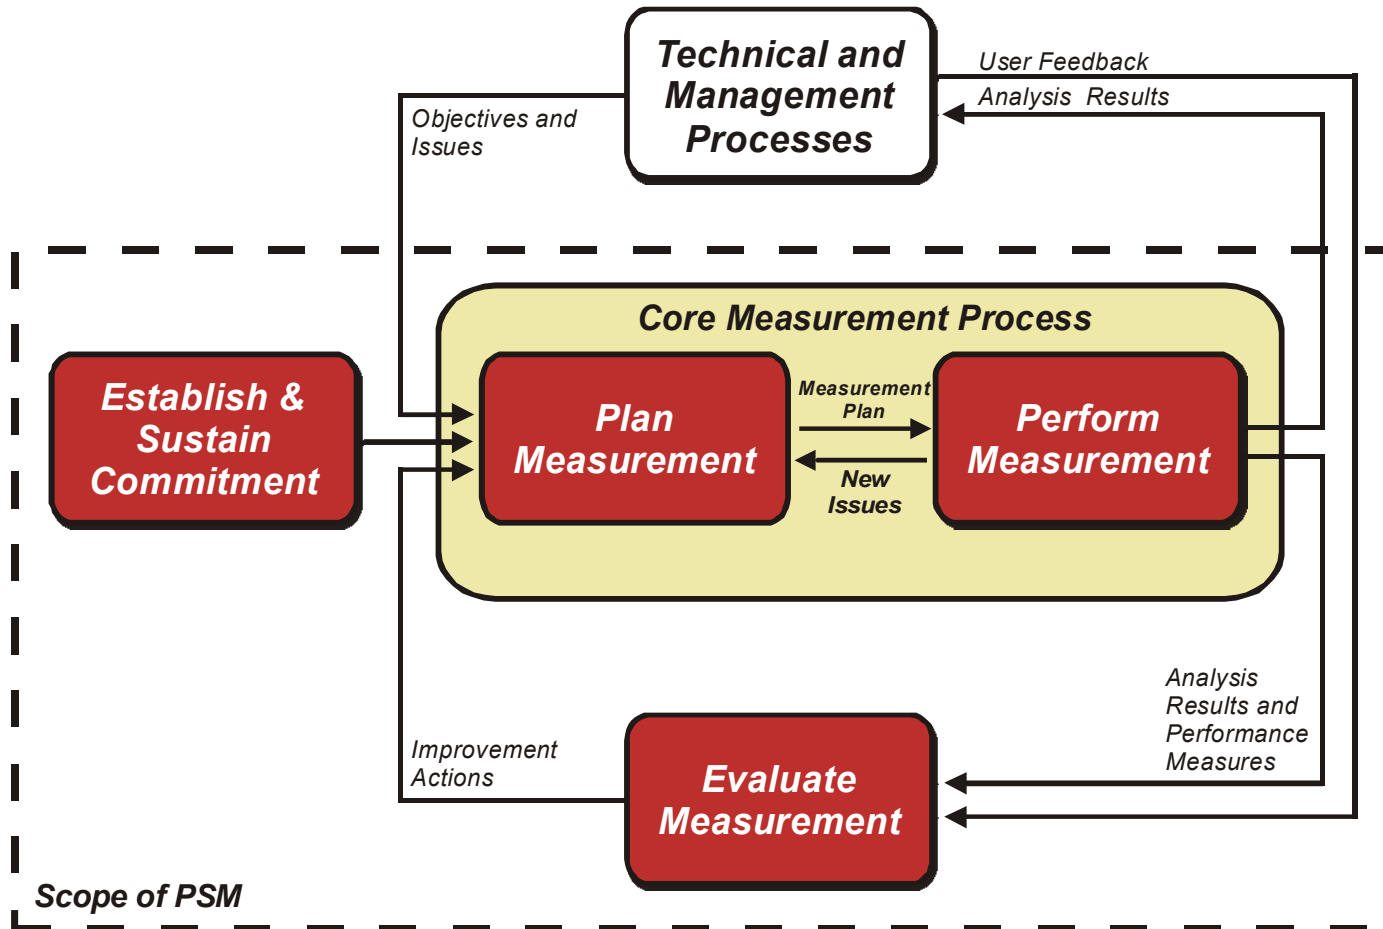 Technical and
Management
Processes
User Feedback
Analysis Results
Objectives and
Issues
Core Measurement Process
Establish &
Sustain
Commitment
Plan
Measurement
Measurement
Plan
New
Issues
Perform
Measurement
Analysis
Results and
Performance
Measures
Improvement
Actions
Evaluate
Measurement
Scope of PSM